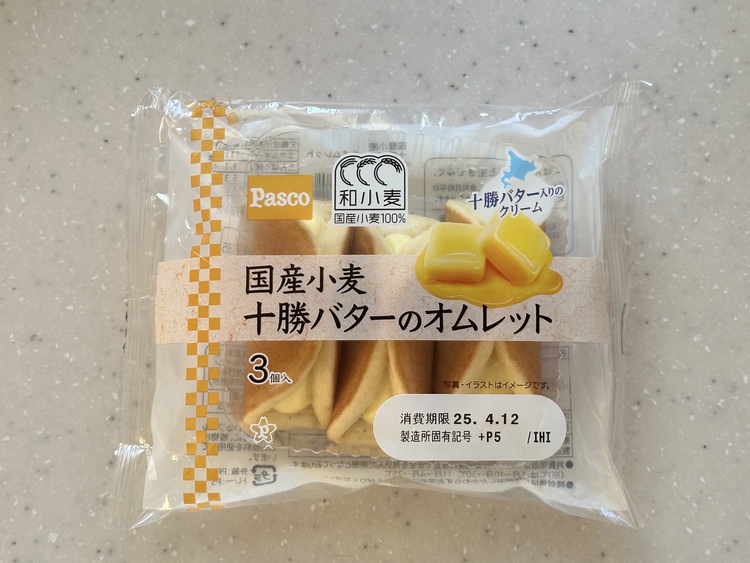 Pasco
和小麦
国産小麦100%
十勝バター入りの
クリーム
国産小麦
十勝バターのオムレット
3個入
写真・イラストはイメージです。
消費期限 25. 4.12
製造所固有記号 +P5 /IHI